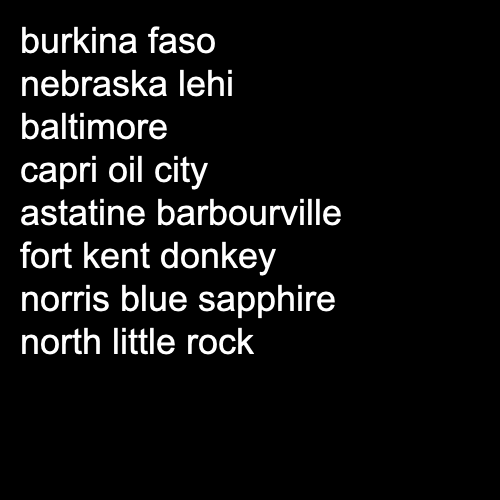 burkina faso
nebraska lehi
baltimore
capri oil city
astatine barbourville
fort kent donkey
norris blue sapphire
north little rock